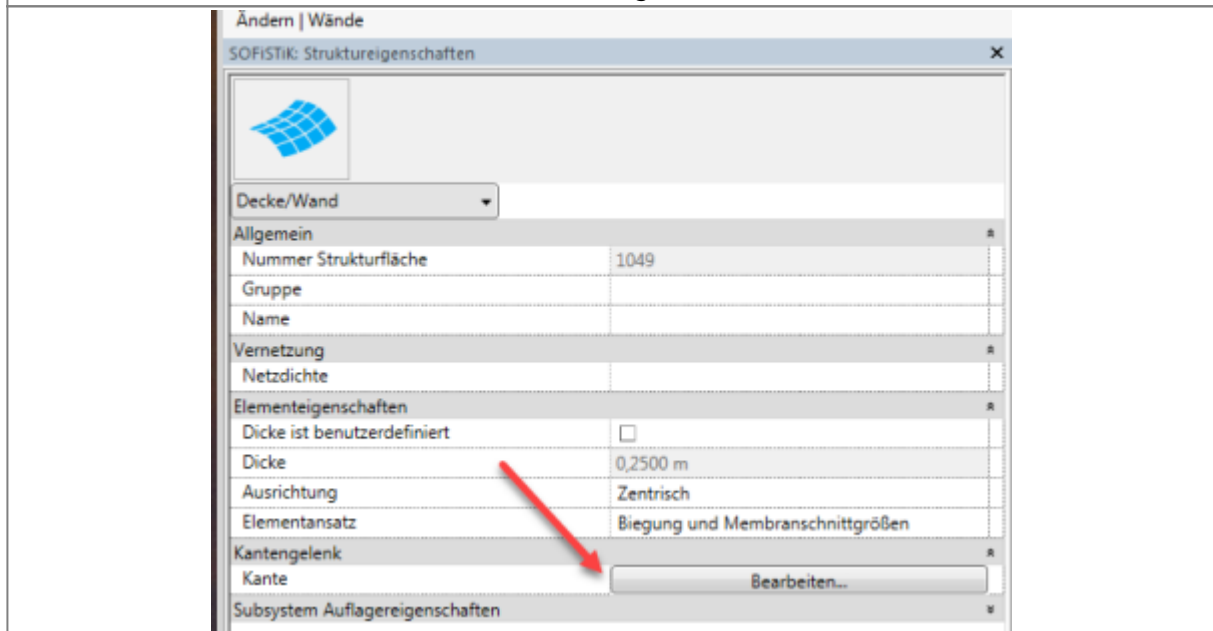 Ändern | Wände
SOFiSTiK: Struktureigenschaften
Decke/Wand
Allgemein
Nummer Strukturfläche 1049
Gruppe
Name
Vernetzung
Netzdichte
Elementeigenschaften
Dicke ist benutzerdefiniert
Dicke 0,2500 m
Ausrichtung Zentrisch
Elementansatz Biegung und Membranschnittgrößen
Kantengelenk
Kante Bearbeiten...
Subsystem Auflagereigenschaften